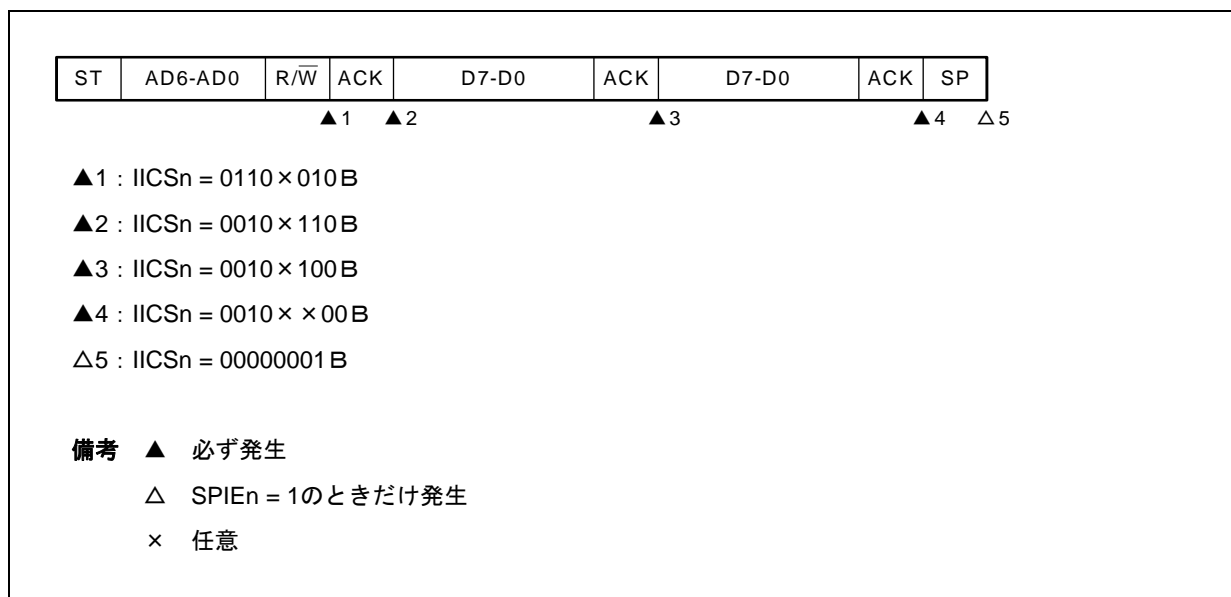 ST AD6-AD0 R/W̅ ACK D7-D0 ACK D7-D0 ACK SP
▲1 ▲2 ▲3 ▲4 △5
▲1 : IICSn = 0110×010B
▲2 : IICSn = 0010×110B
▲3 : IICSn = 0010×100B
▲4 : IICSn = 0010××00B
△5 : IICSn = 00000001B
備考 ▲ 必ず発生
△ SPIEn = 1のときだけ発生
× 任意